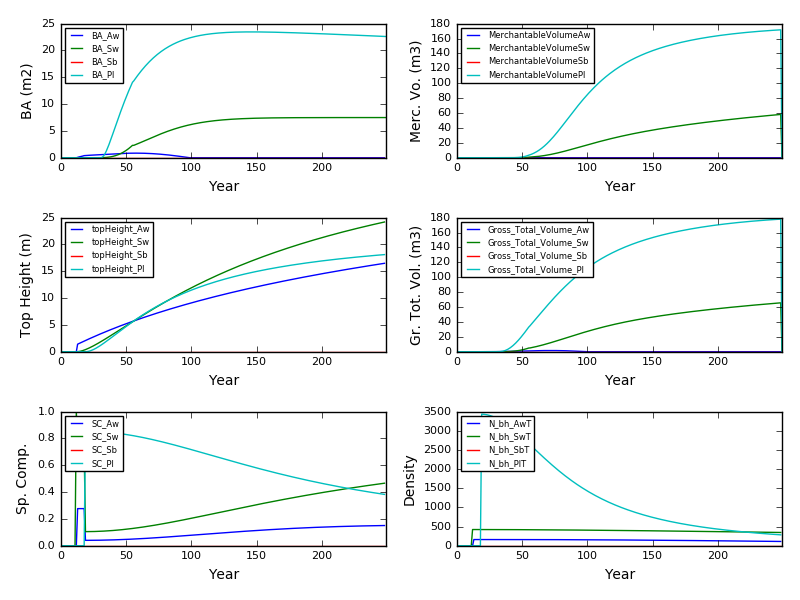 BA (m2)
25
20
15
10
5
0
BA_Aw
BA_Sw
BA_Sb
BA_Pl
0 50 100 150 200
Year
Merc. Vo. (m3)
180
160
140
120
100
80
60
40
20
0
MerchantableVolumeAw
MerchantableVolumeSw
MerchantableVolumeSb
MerchantableVolumePl
0 50 100 150 200
Year
Top Height (m)
25
20
15
10
5
0
topHeight_Aw
topHeight_Sw
topHeight_Sb
topHeight_Pl
0 50 100 150 200
Year
Gr. Tot. Vol. (m3)
180
160
140
120
100
80
60
40
20
0
Gross_Total_Volume_Aw
Gross_Total_Volume_Sw
Gross_Total_Volume_Sb
Gross_Total_Volume_Pl
0 50 100 150 200
Year
Sp. Comp.
1.0
0.8
0.6
0.4
0.2
0.0
SC_Aw
SC_Sw
SC_Sb
SC_Pl
0 50 100 150 200
Year
Density
3500
3000
2500
2000
1500
1000
500
0
N_bh_AwT
N_bh_SwT
N_bh_SbT
N_bh_PlT
0 50 100 150 200
Year